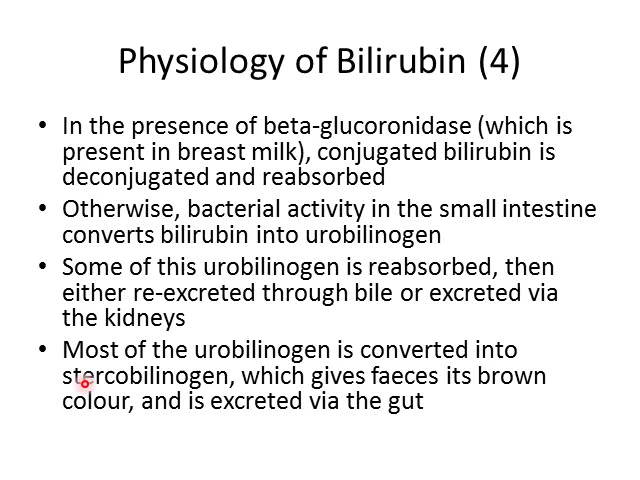 Physiology of Bilirubin (4)
• In the presence of beta-glucoronidase (which is
present in breast milk), conjugated bilirubin is
deconjugated and reabsorbed
• Otherwise, bacterial activity in the small intestine
converts bilirubin into urobilinogen
• Some of this urobilinogen is reabsorbed, then
either re-excreted through bile or excreted via
the kidneys
• Most of the urobilinogen is converted into
stercobilinogen, which gives faeces its brown
colour, and is excreted via the gut